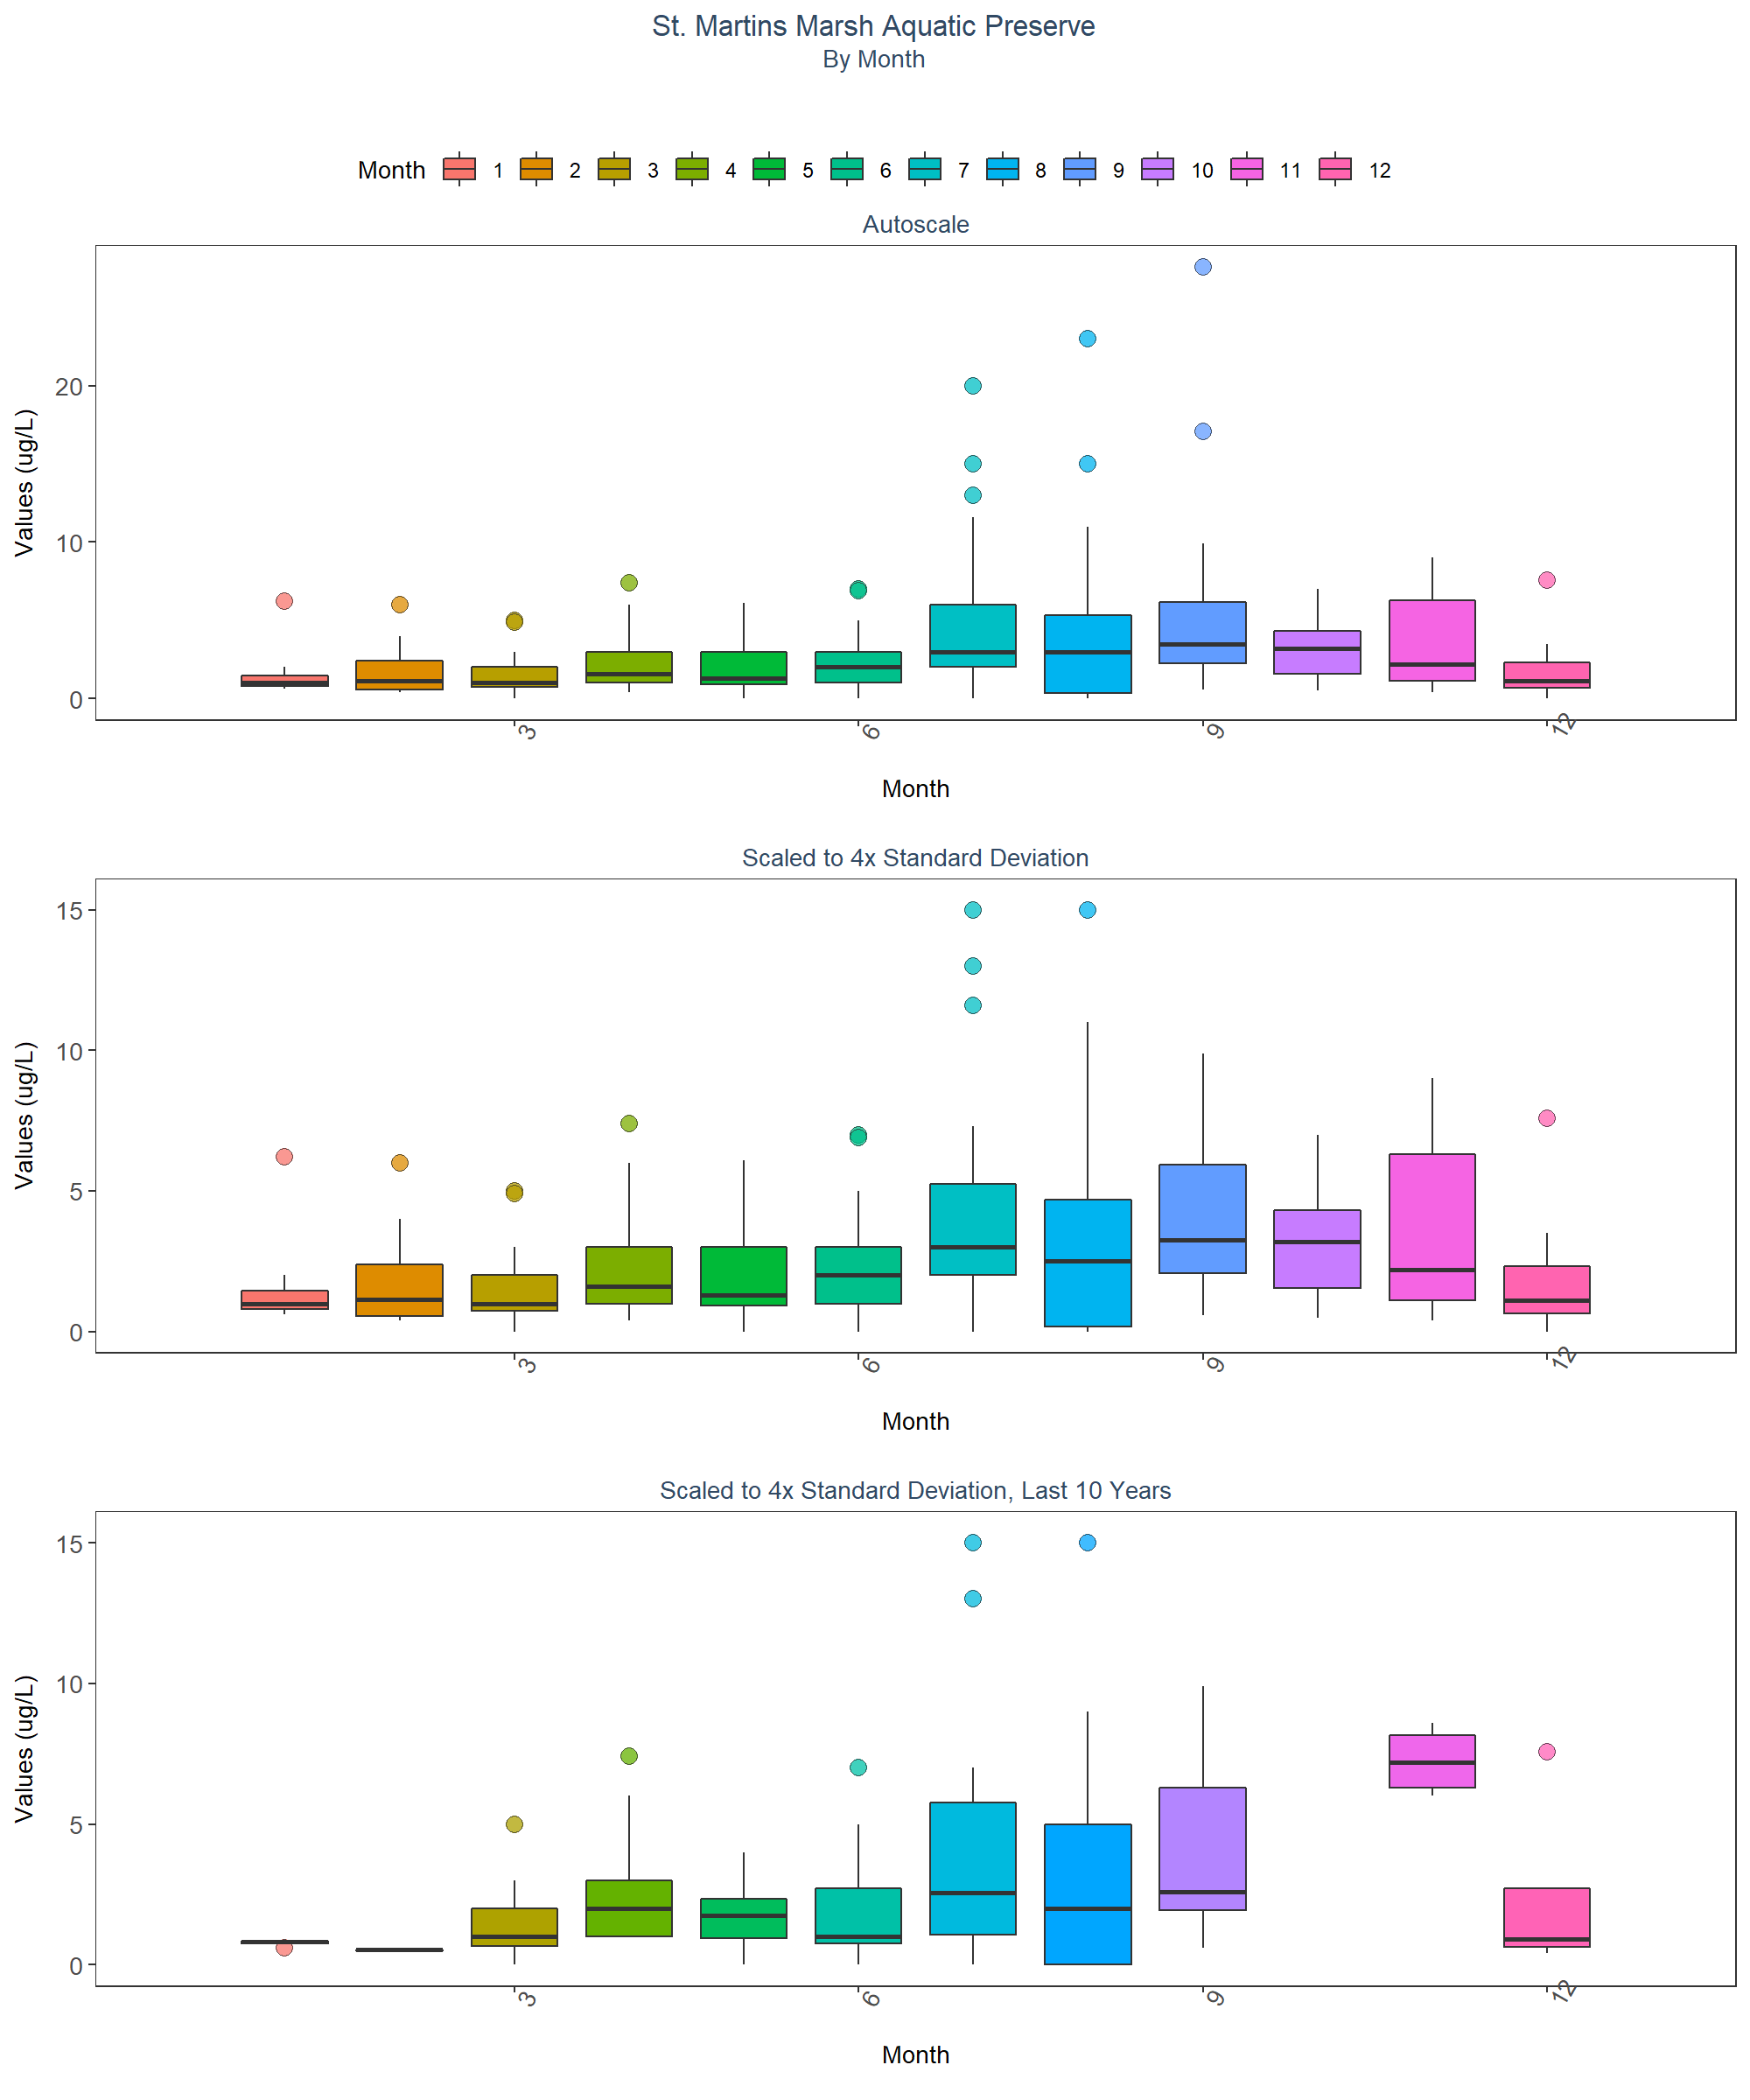 St. Martins Marsh Aquatic Preserve
By Month
Month 1 2 3 4 5 6 7 8 9 10 11 12
Autoscale
Values (ug/L)
20
10
0
3 6 9 12
Month
Scaled to 4x Standard Deviation
Values (ug/L)
15
10
5
0
3 6 9 12
Month
Scaled to 4x Standard Deviation, Last 10 Years
Values (ug/L)
15
10
5
0
3 6 9 12
Month